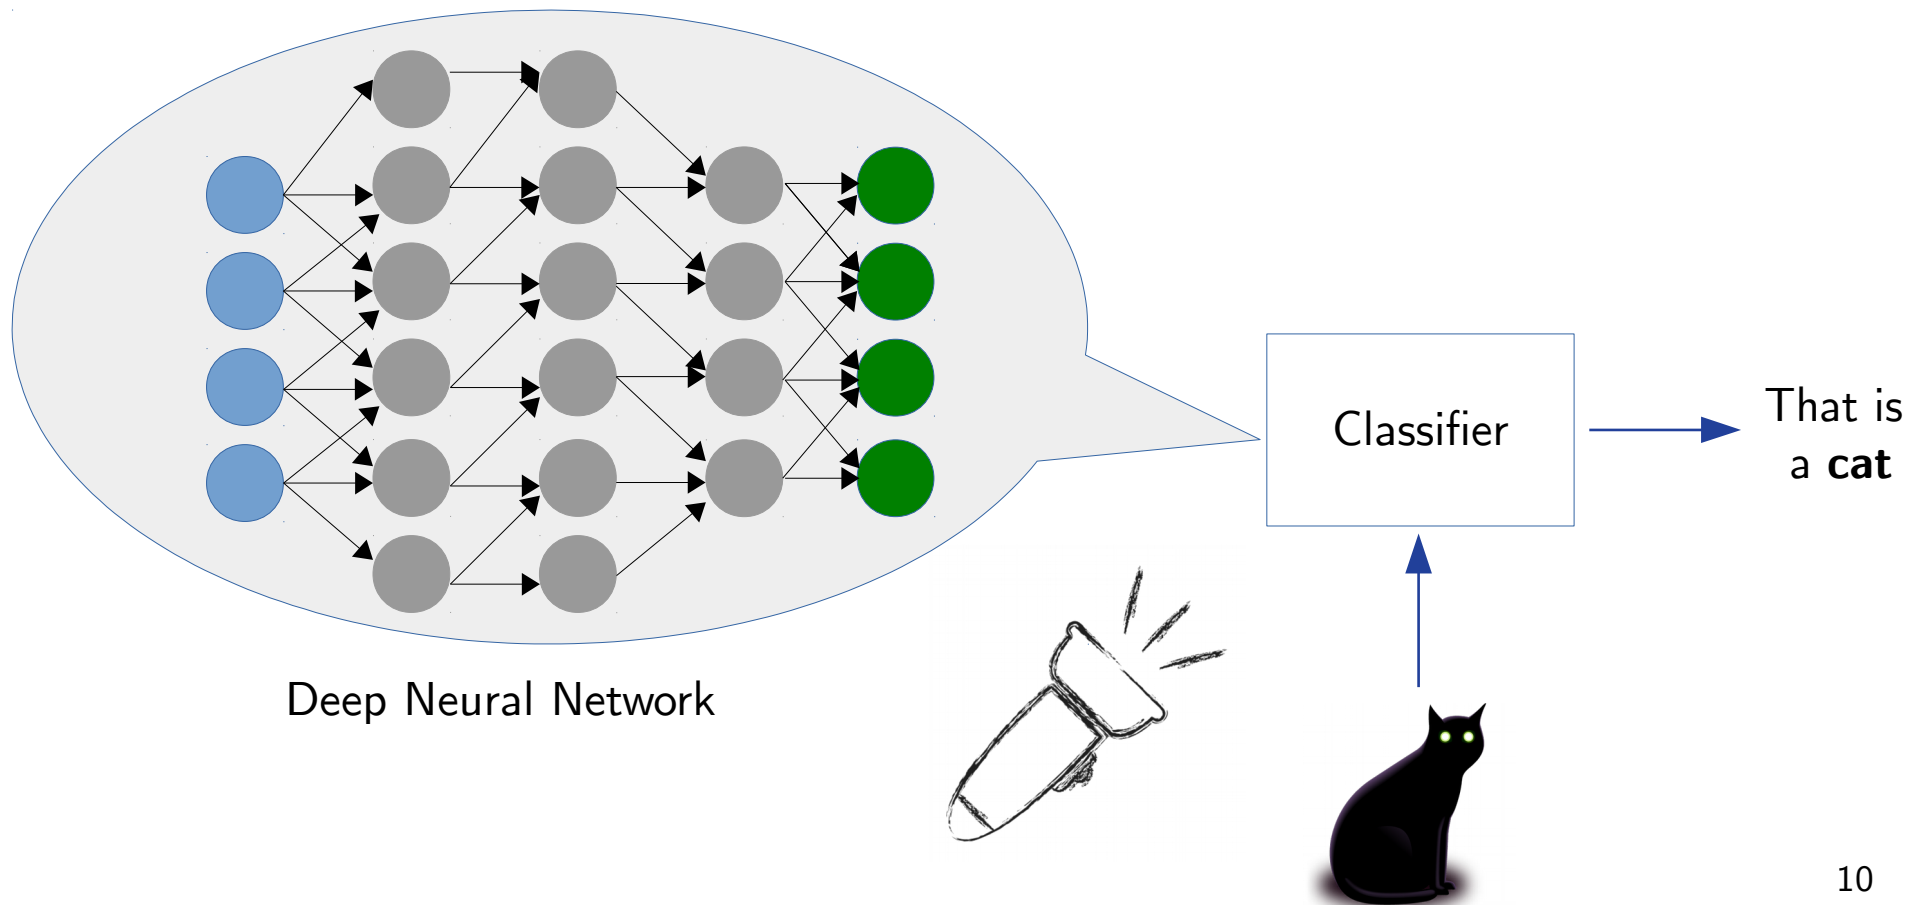 Deep Neural Network
Classifier
That is
a cat
10